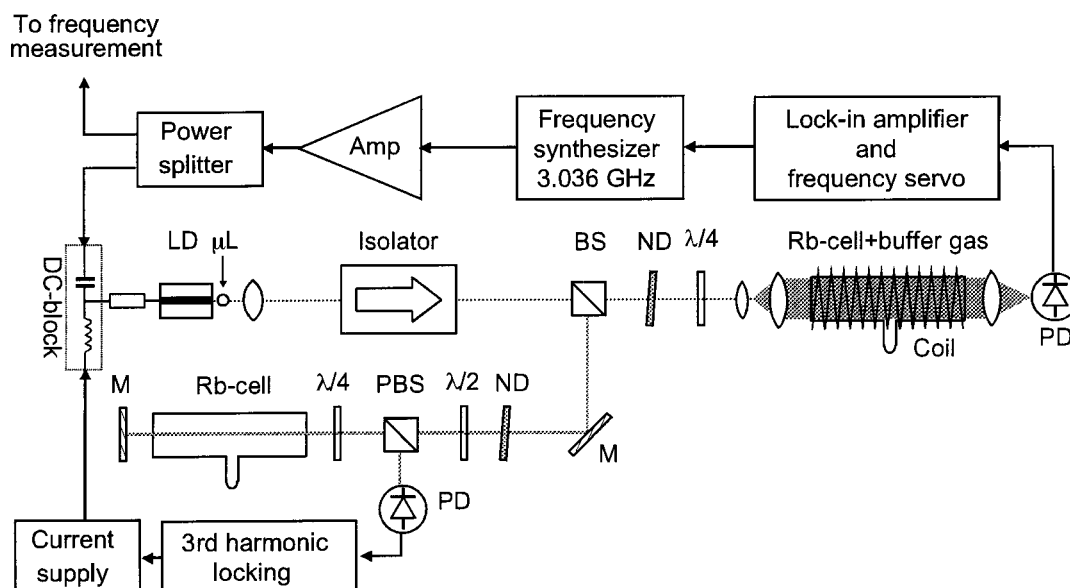 To frequency
measurement
Power
splitter
Amp
Frequency
synthesizer
3.036 GHz
Lock-in amplifier
and
frequency servo
LD μL
Isolator
BS
ND
λ/4
Rb-cell+buffer gas
DC-block
Coil
PD
M
Rb-cell
λ/4
PBS
λ/2
ND
M
PD
Current
supply
3rd harmonic
locking